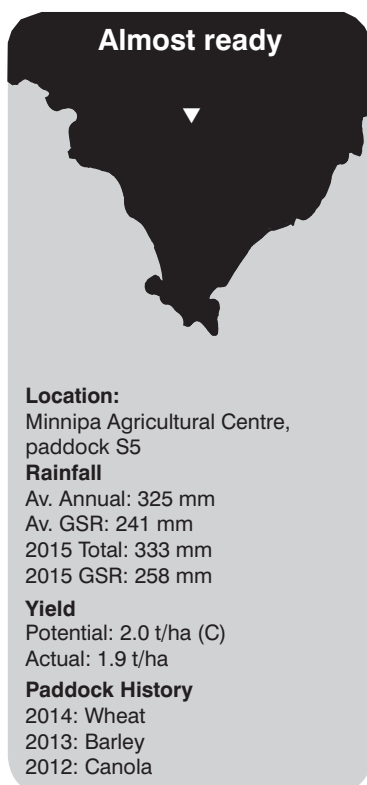 Almost ready
Location:
Minnipa Agricultural Centre,
paddock S5
Rainfall
Av. Annual: 325 mm
Av. GSR: 241 mm
2015 Total: 333 mm
2015 GSR: 258 mm
Yield
Potential: 2.0 t/ha (C)
Actual: 1.9 t/ha
Paddock History
2014: Wheat
2013: Barley
2012: Canola